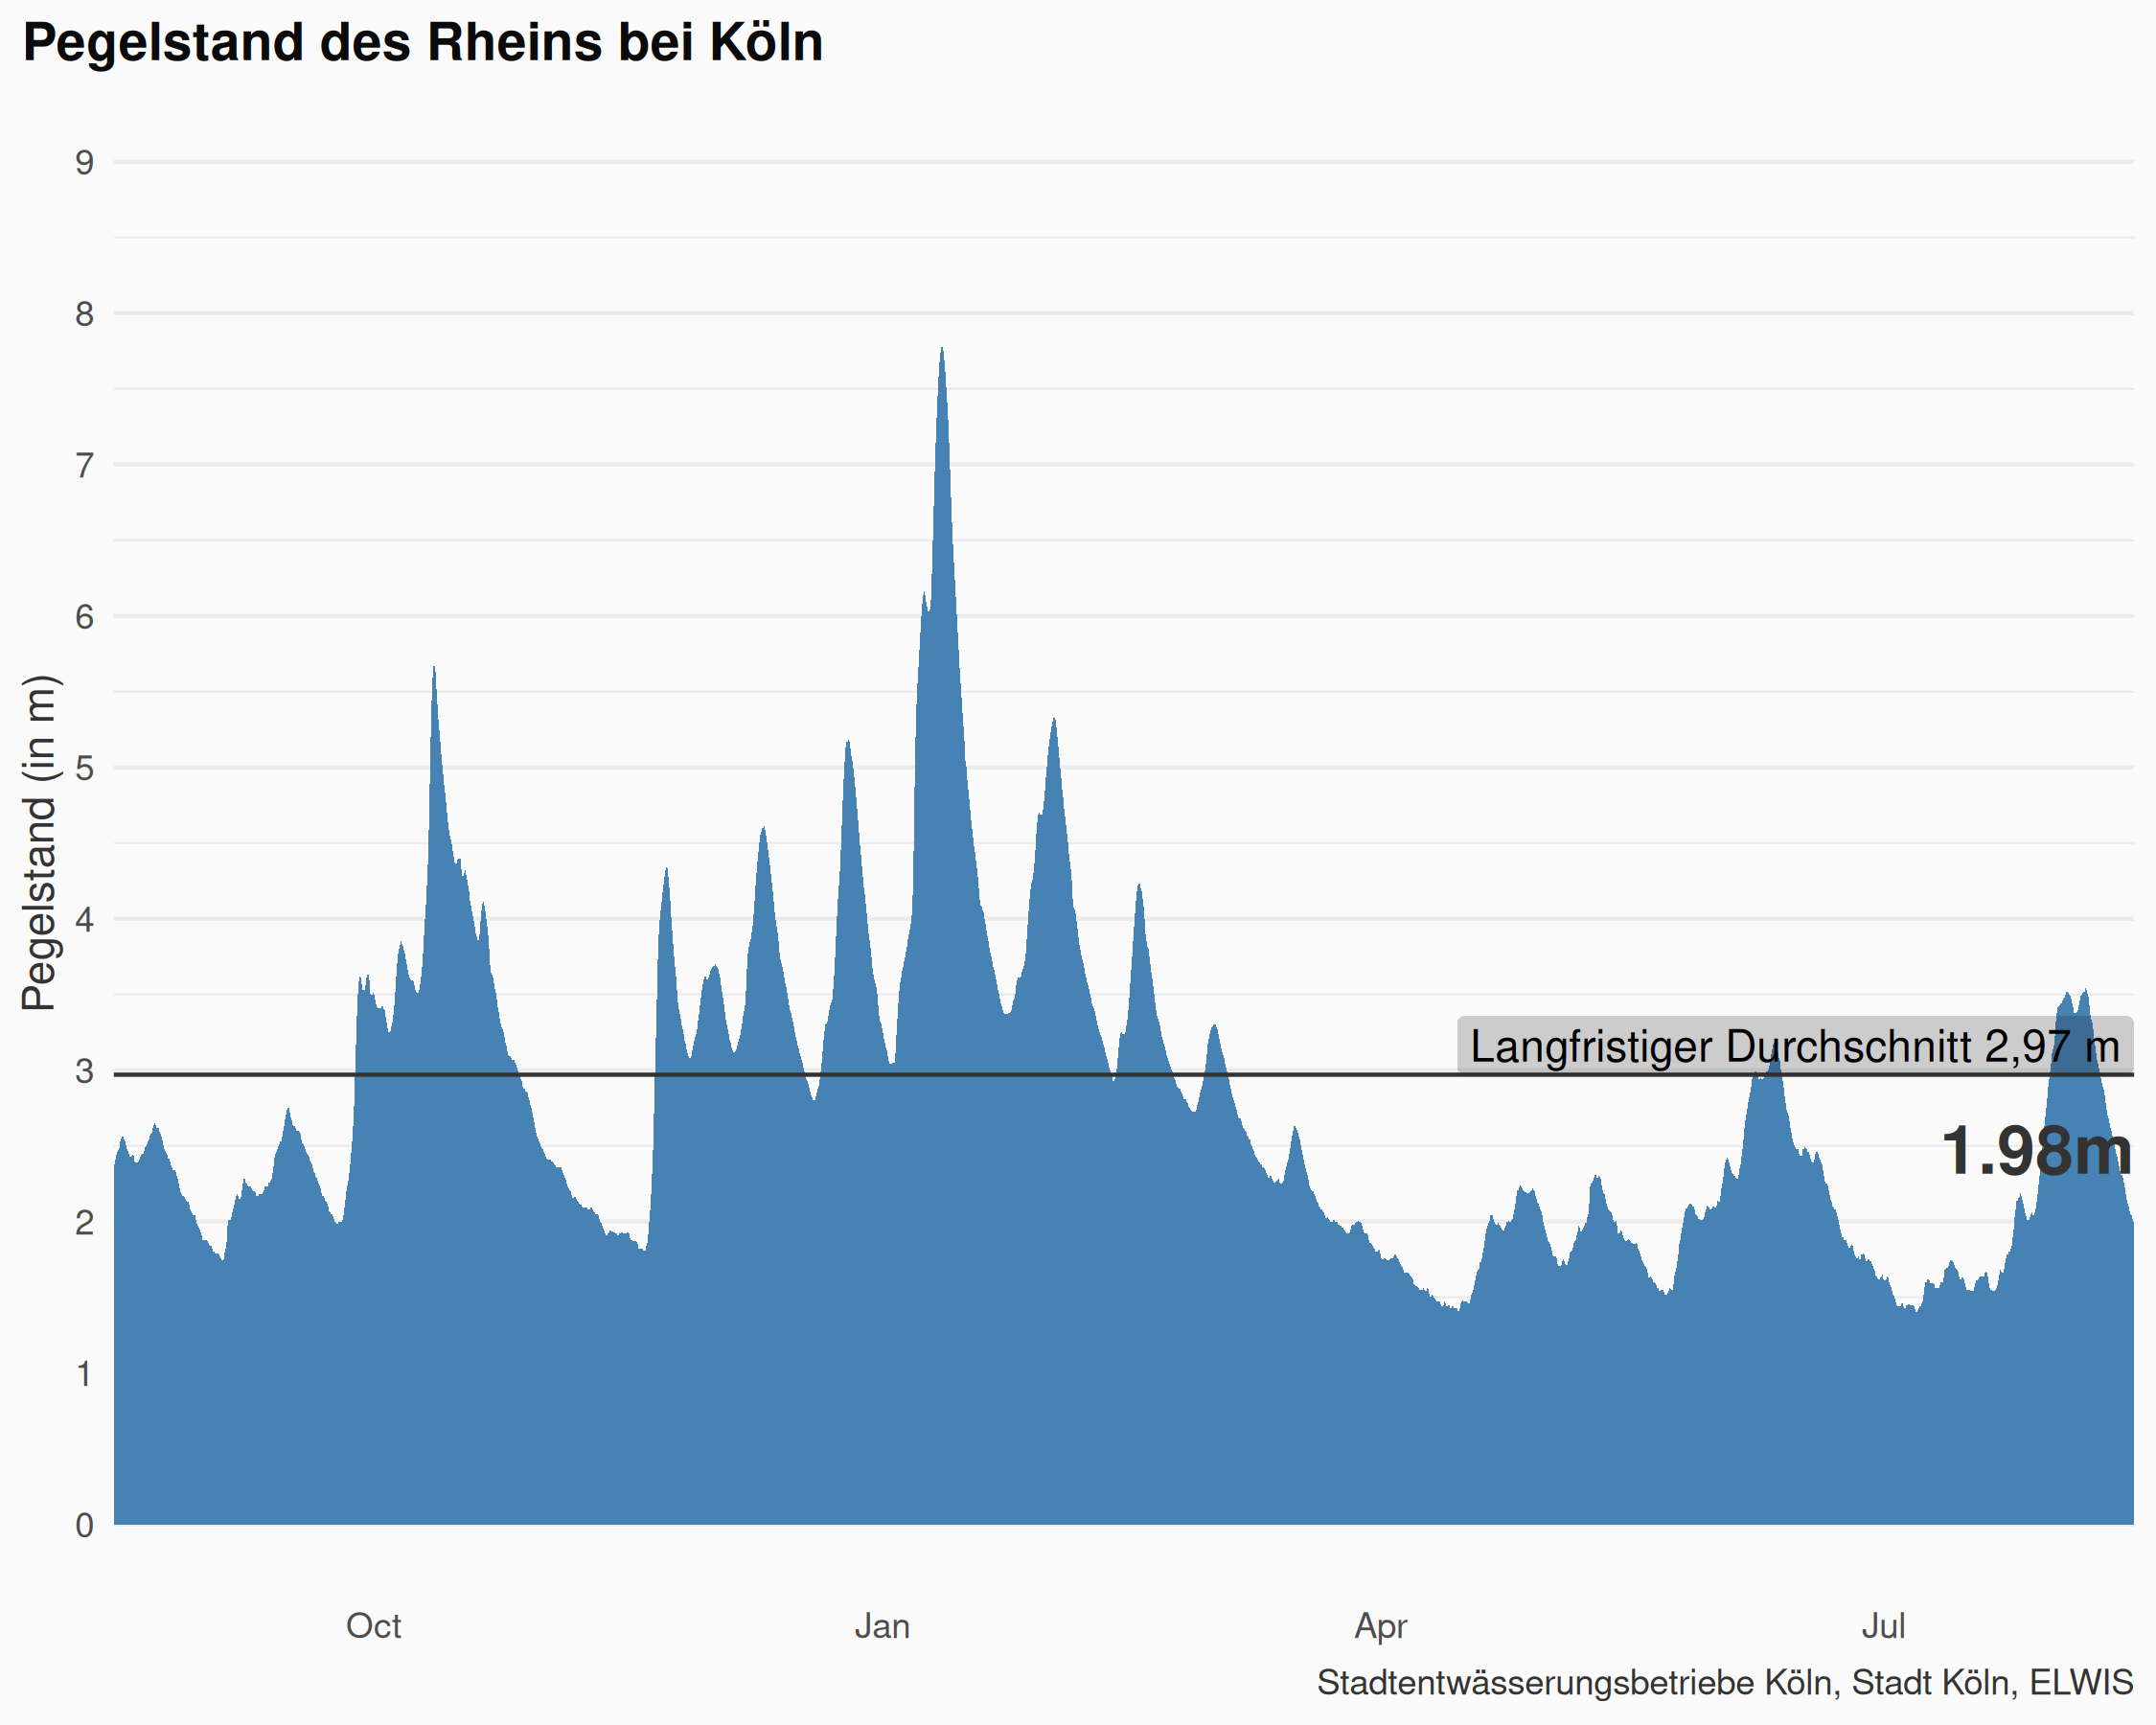 Pegelstand des Rheins bei Köln
Pegelstand (in m)
9
8
7
6
5
4
3
2
1
0
Langfristiger Durchschnitt 2,97 m
1.98m
Oct Jan Apr Jul
Stadtentwässerungsbetriebe Köln, Stadt Köln, ELWIS